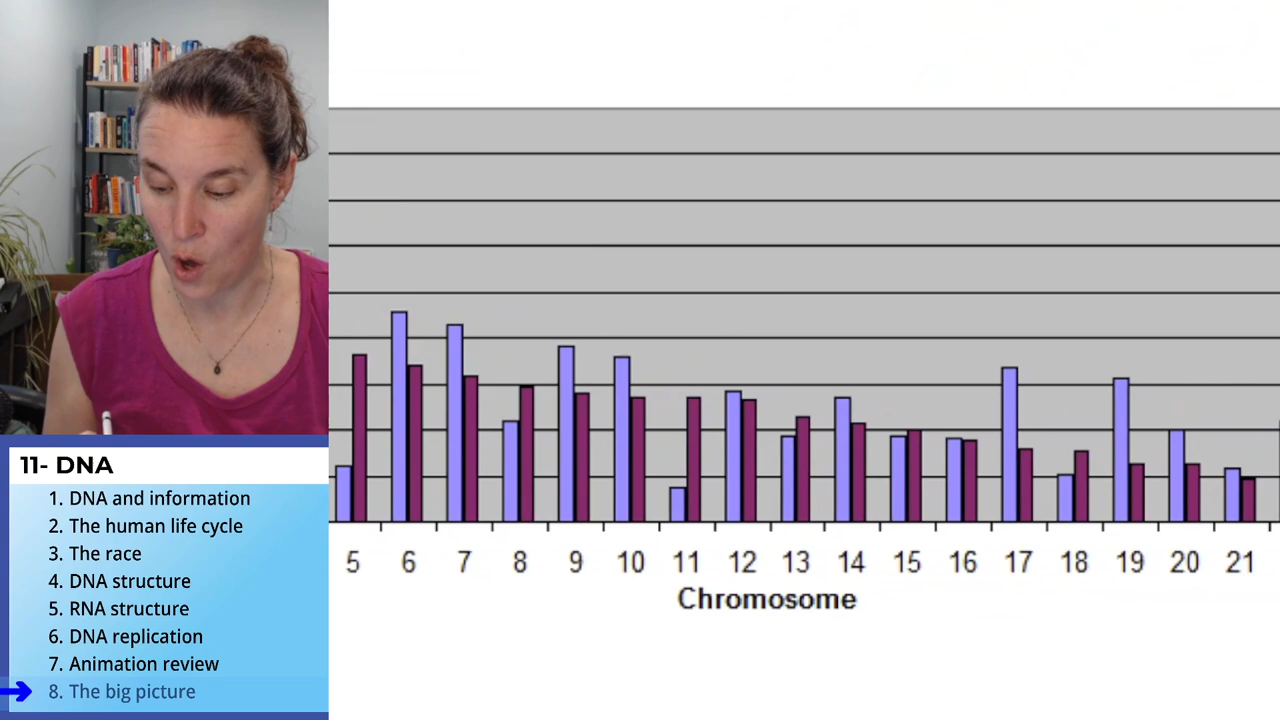 11- DNA
1. DNA and information
2. The human life cycle
3. The race
4. DNA structure
5. RNA structure
6. DNA replication
7. Animation review
8. The big picture
5 6 7 8 9 10 11 12 13 14 15 16 17 18 19 20 21
Chromosome